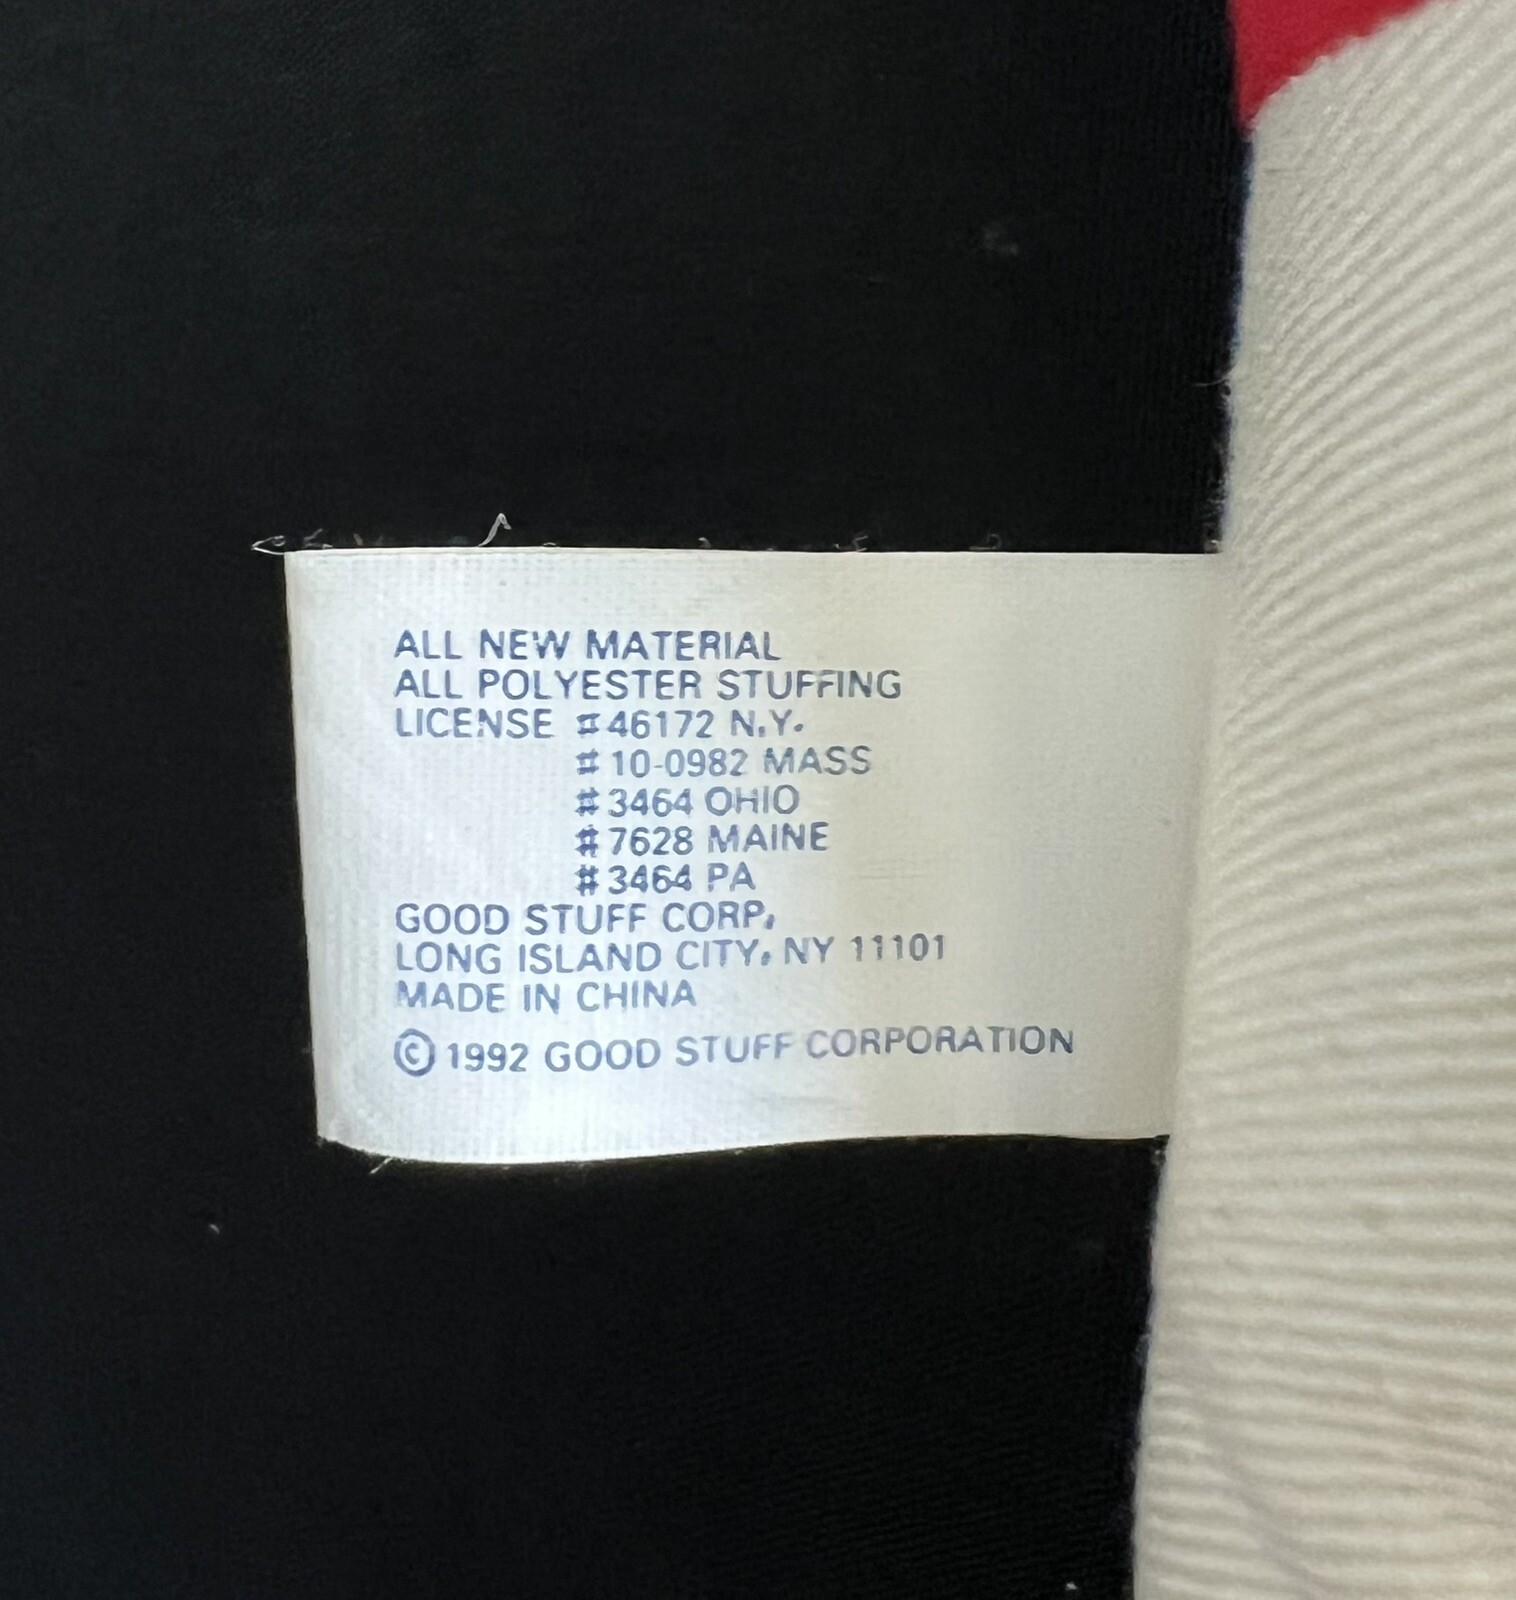 ALL NEW MATERIAL
ALL POLYESTER STUFFING
LICENSE #46172 N.Y.
#10-0982 MASS
#3464 OHIO
#7628 MAINE
#3464 PA
GOOD STUFF CORP.
LONG ISLAND CITY, NY 11101
MADE IN CHINA
© 1992 GOOD STUFF CORPORATION